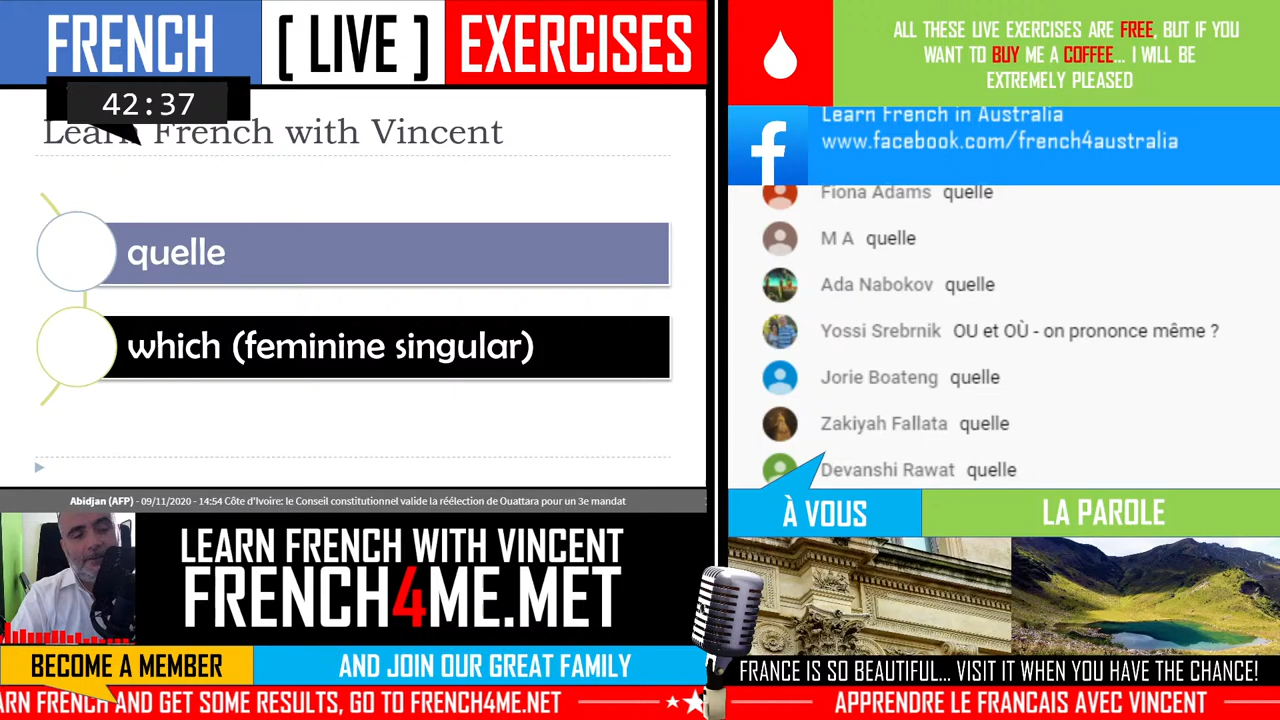 FRENCH [ LIVE ] EXERCISES
42:37
Learn French with Vincent
quelle
which (feminine singular)
Abidjan (AFP) - 09/11/2020 - 14:54 Côte d'Ivoire: le Conseil constitutionnel valide la réélection de Ouattara pour un 3e mandat
LEARN FRENCH WITH VINCENT
FRENCH4ME.MET
BECOME A MEMBER
AND JOIN OUR GREAT FAMILY
ARN FRENCH AND GET SOME RESULTS, GO TO FRENCH4ME.NET
ALL THESE LIVE EXERCISES ARE FREE, BUT IF YOU
WANT TO BUY ME A COFFEE... I WILL BE
EXTREMELY PLEASED
Learn French in Australia
www.facebook.com/french4australia
Fiona Adams quelle
M A quelle
Ada Nabokov quelle
Yossi Srebrnik OU et OÙ - on prononce même ?
Jorie Boateng quelle
Zakiyah Fallata quelle
Devanshi Rawat quelle
À VOUS
LA PAROLE
FRANCE IS SO BEAUTIFUL... VISIT IT WHEN YOU HAVE THE CHANCE!
APPRENDRE LE FRANCAIS AVEC VINCENT